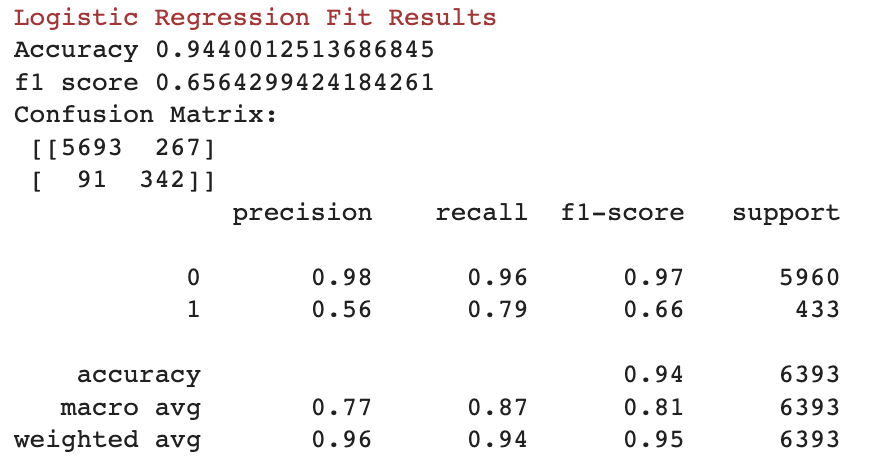 Logistic Regression Fit Results
Accuracy 0.9440012513686845
f1 score 0.6564299424184261
Confusion Matrix:
[[5693 267]
[ 91 342]]
precision recall f1-score support
0 0.98 0.96 0.97 5960
1 0.56 0.79 0.66 433
accuracy 0.94 6393
macro avg 0.77 0.87 0.81 6393
weighted avg 0.96 0.94 0.95 6393